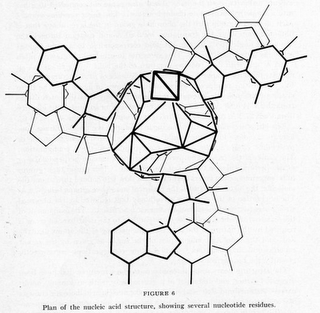 FIGURE 6
Plan of the nucleic acid structure, showing several nucleotide residues.